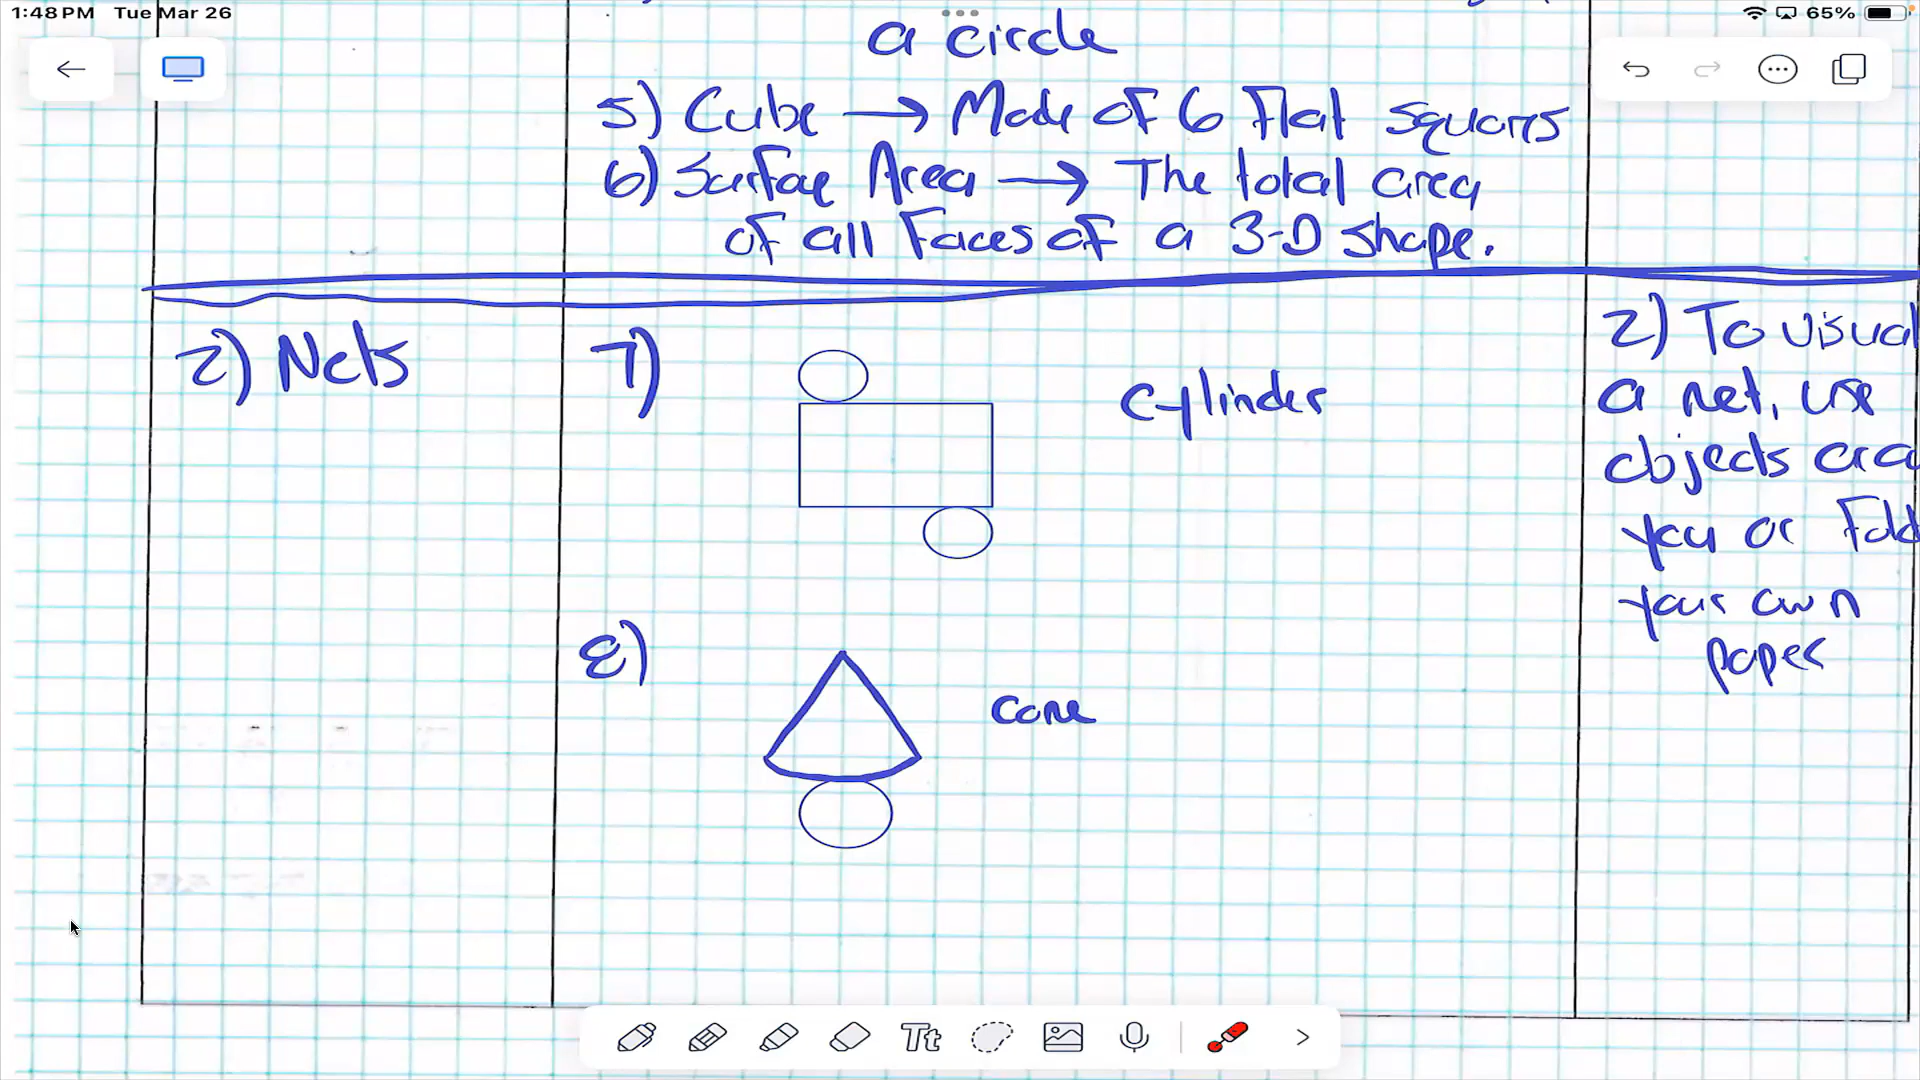 1:48 PM Tue Mar 26
65%
a circle
5) Cube → Made of 6 flat squares
6) Surface Area → The total area
of all faces of a 3-D shape.
2) Nets
7)
Cylinder
8)
Cone
2) To visual
a net, use
objects aro
you or fold
your own
paper
Tt